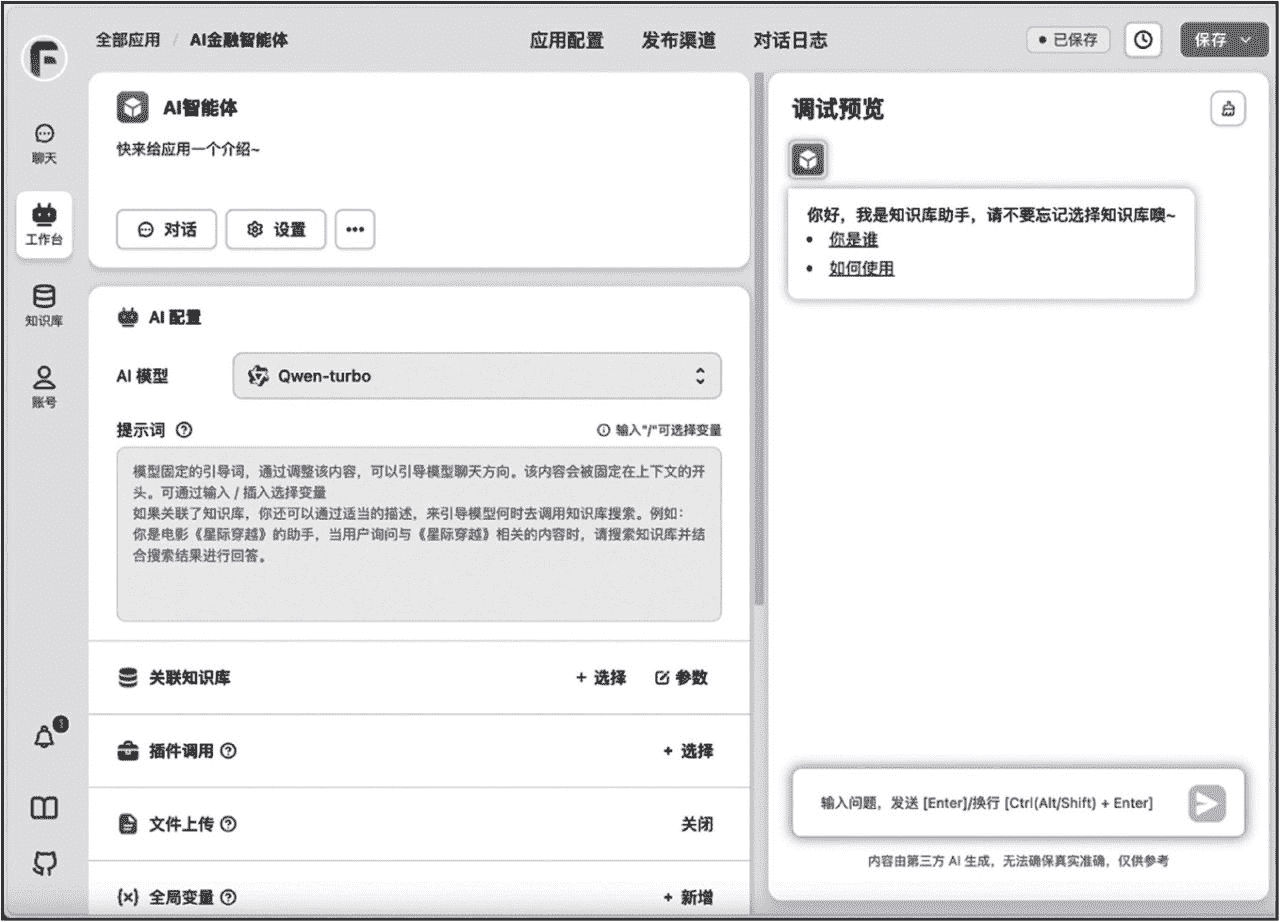 全部应用 / AI金融智能体
应用配置
发布渠道
对话日志
已保存
保存
聊天
工作台
知识库
账号
1
AI智能体
快来给应用一个介绍~
对话
设置
AI 配置
AI 模型
Qwen-turbo
提示词
输入"/"可选择变量
模型固定的引导词，通过调整该内容，可以引导模型聊天方向。该内容会被固定在上下文的开
头。可通过输入 / 插入选择变量
如果关联了知识库，你还可以通过适当的描述，来引导模型何时去调用知识库搜索。例如：
你是电影《星际穿越》的助手，当用户询问与《星际穿越》相关的内容时，请搜索知识库并结
合搜索结果进行回答。
关联知识库
+ 选择
参数
插件调用
+ 选择
文件上传
关闭
{x} 全局变量
+ 新增
调试预览
你好，我是知识库助手，请不要忘记选择知识库噢~
• 你是谁
• 如何使用
输入问题，发送 [Enter]/换行 [Ctrl(Alt/Shift) + Enter]
内容由第三方 AI 生成，无法确保真实准确，仅供参考